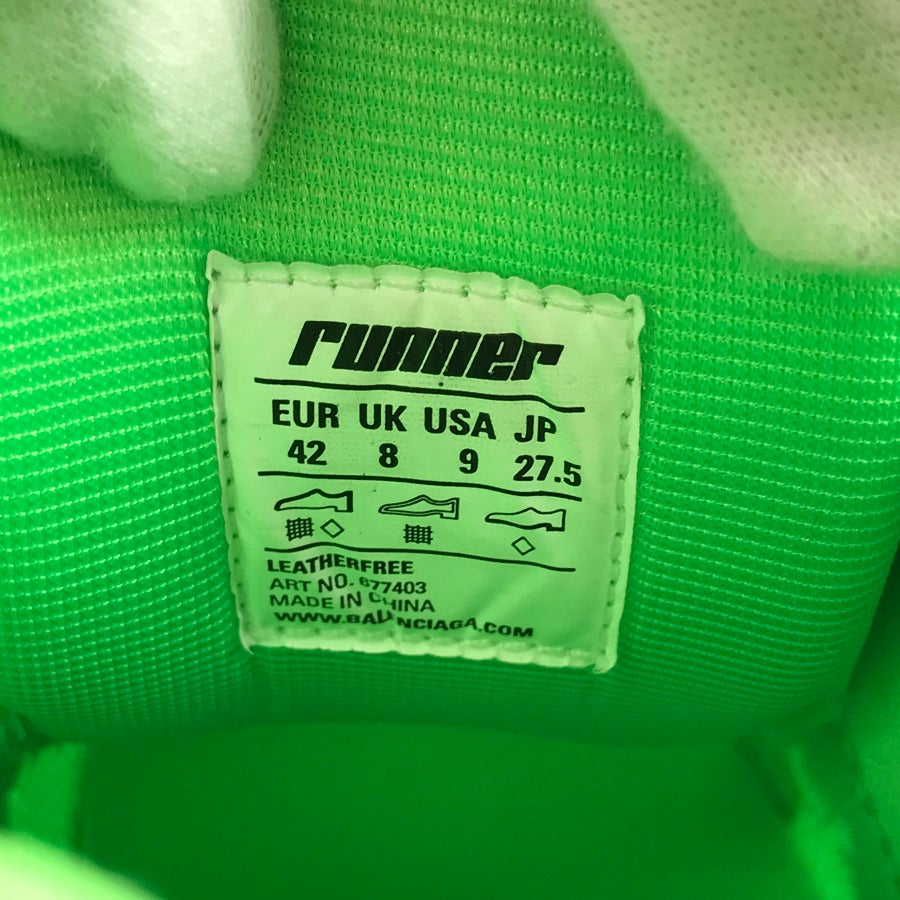 runner
EUR UK USA JP
42 8 9 27.5
LEATHERFREE
ART NO. 677403
MADE IN CHINA
WWW.BALENCIAGA.COM